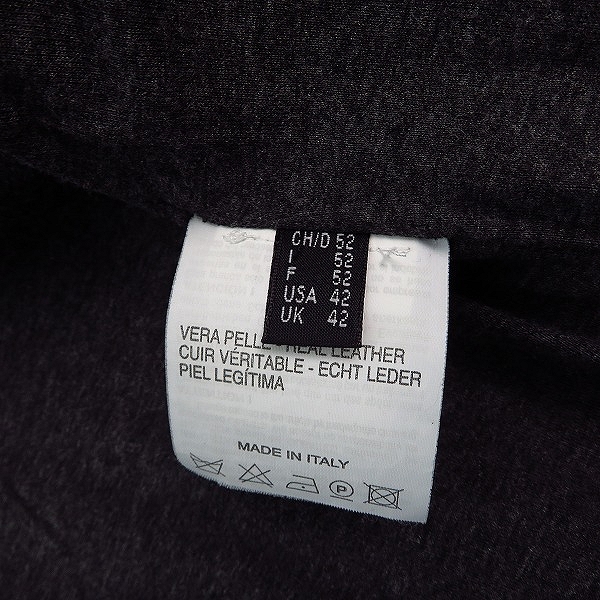 CH/D 52
I 52
F 52
USA 42
UK 42
VERA PELLE - REAL LEATHER
CUIR VÉRITABLE - ECHT LEDER
PIEL LEGÍTIMA
MADE IN ITALY
P